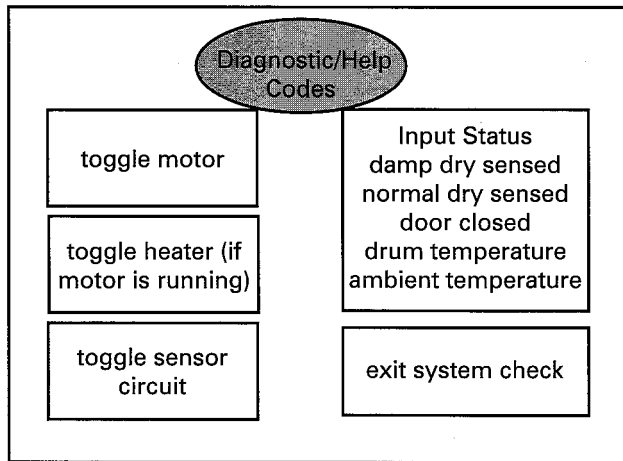 Diagnostic/Help
Codes
toggle motor
toggle heater (if
motor is running)
toggle sensor
circuit
Input Status
damp dry sensed
normal dry sensed
door closed
drum temperature
ambient temperature
exit system check